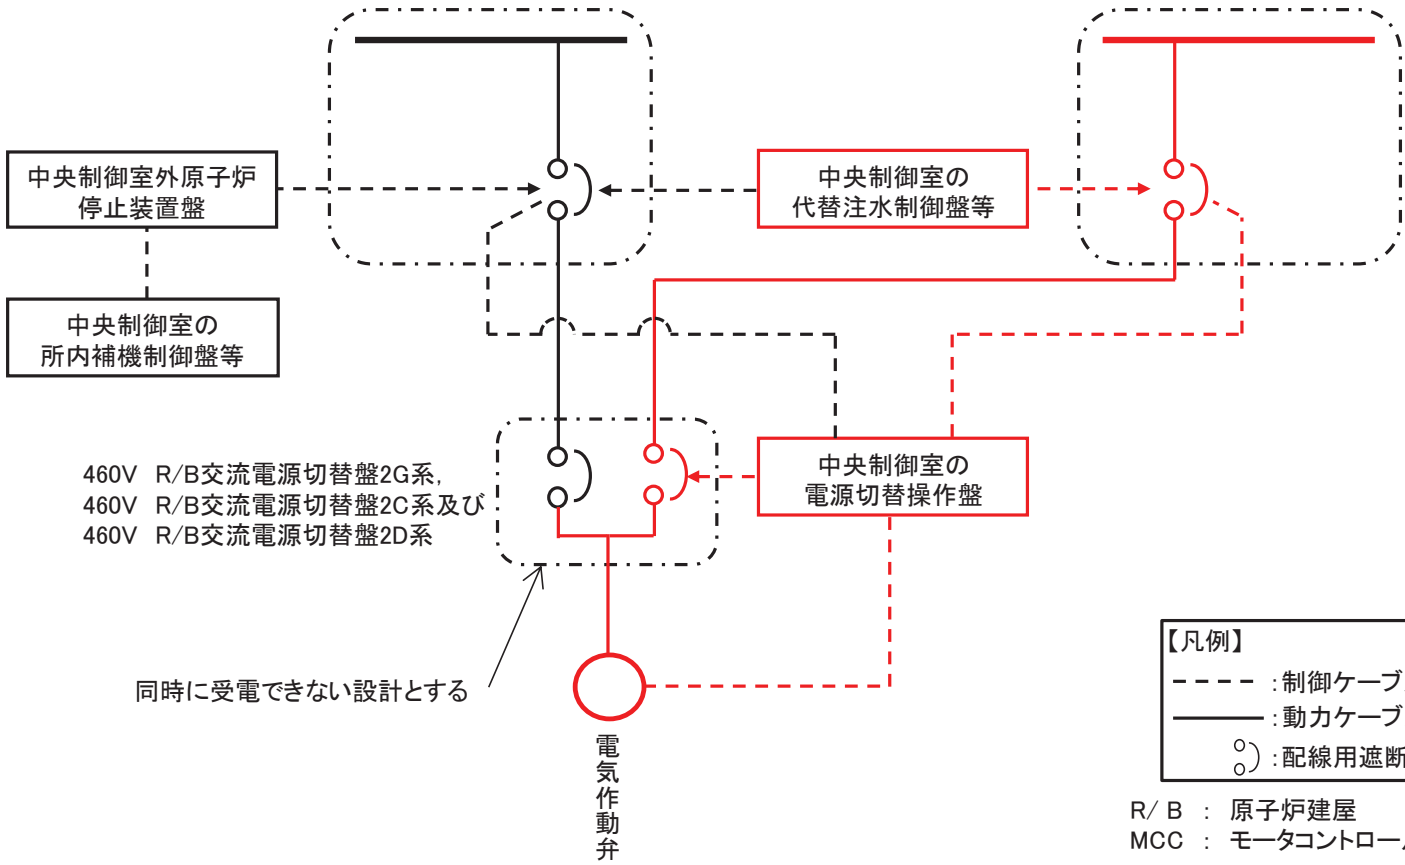 中央制御室外原子炉
停止装置盤
中央制御室の
代替注水制御盤等
中央制御室の
所内補機制御盤等
460V R/B交流電源切替盤2G系,
460V R/B交流電源切替盤2C系及び
460V R/B交流電源切替盤2D系
中央制御室の
電源切替操作盤
同時に受電できない設計とする
電気作動弁
【凡例】
:制御ケーブ
:動力ケーブ
:配線用遮断
R/B : 原子炉建屋
MCC : モータコントロー